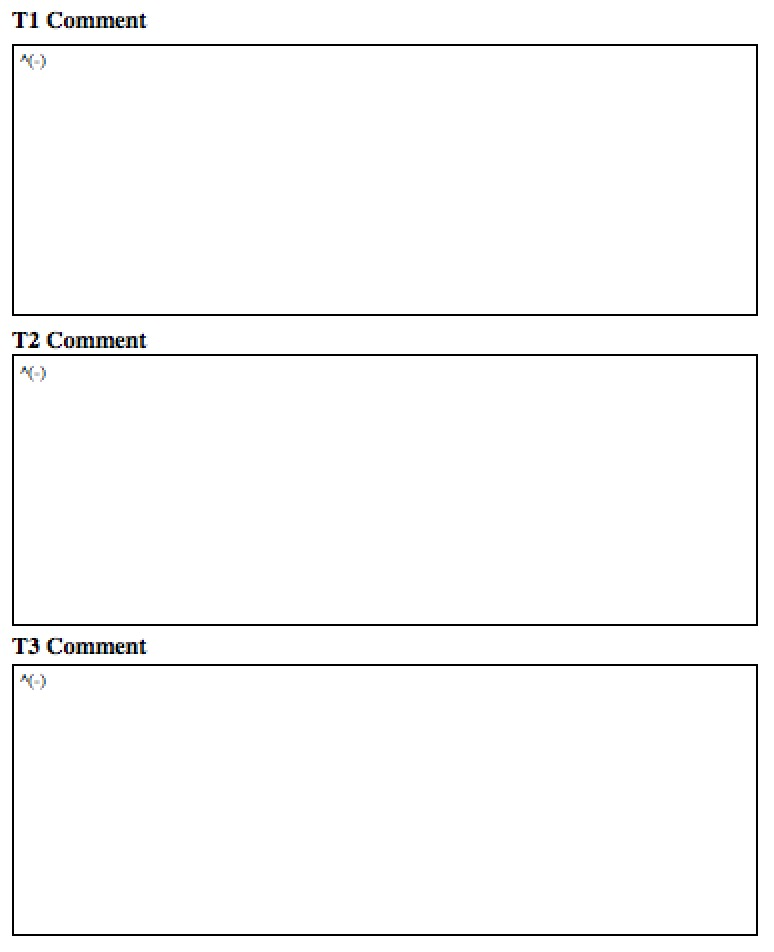 T1 Comment
^(-)
T2 Comment
^(-)
T3 Comment
^(-)